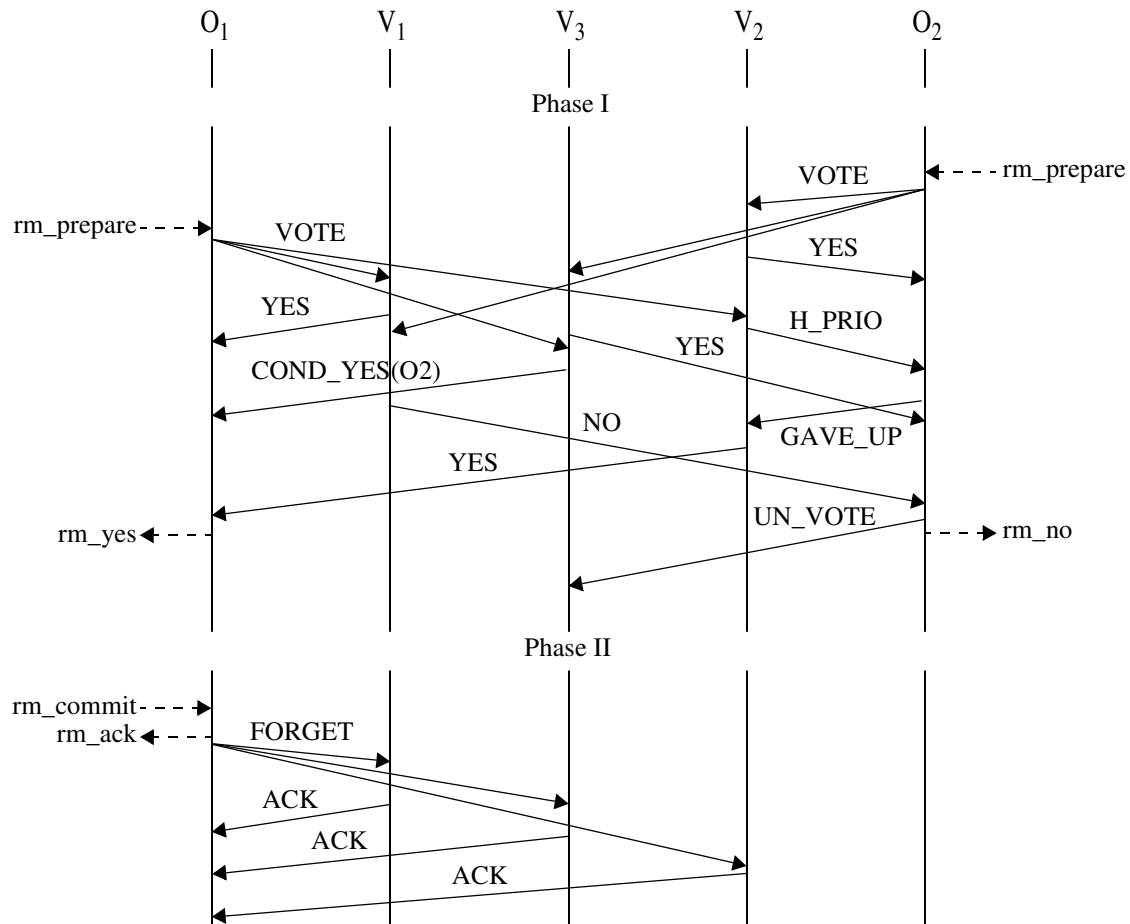 O1 V1 V3 V2 O2
Phase I
VOTE rm_prepare
rm_prepare VOTE YES
YES H_PRIO
YES
COND_YES(O2)
NO GAVE_UP
YES
UN_VOTE
rm_yes rm_no
Phase II
rm_commit
rm_ack FORGET
ACK
ACK
ACK